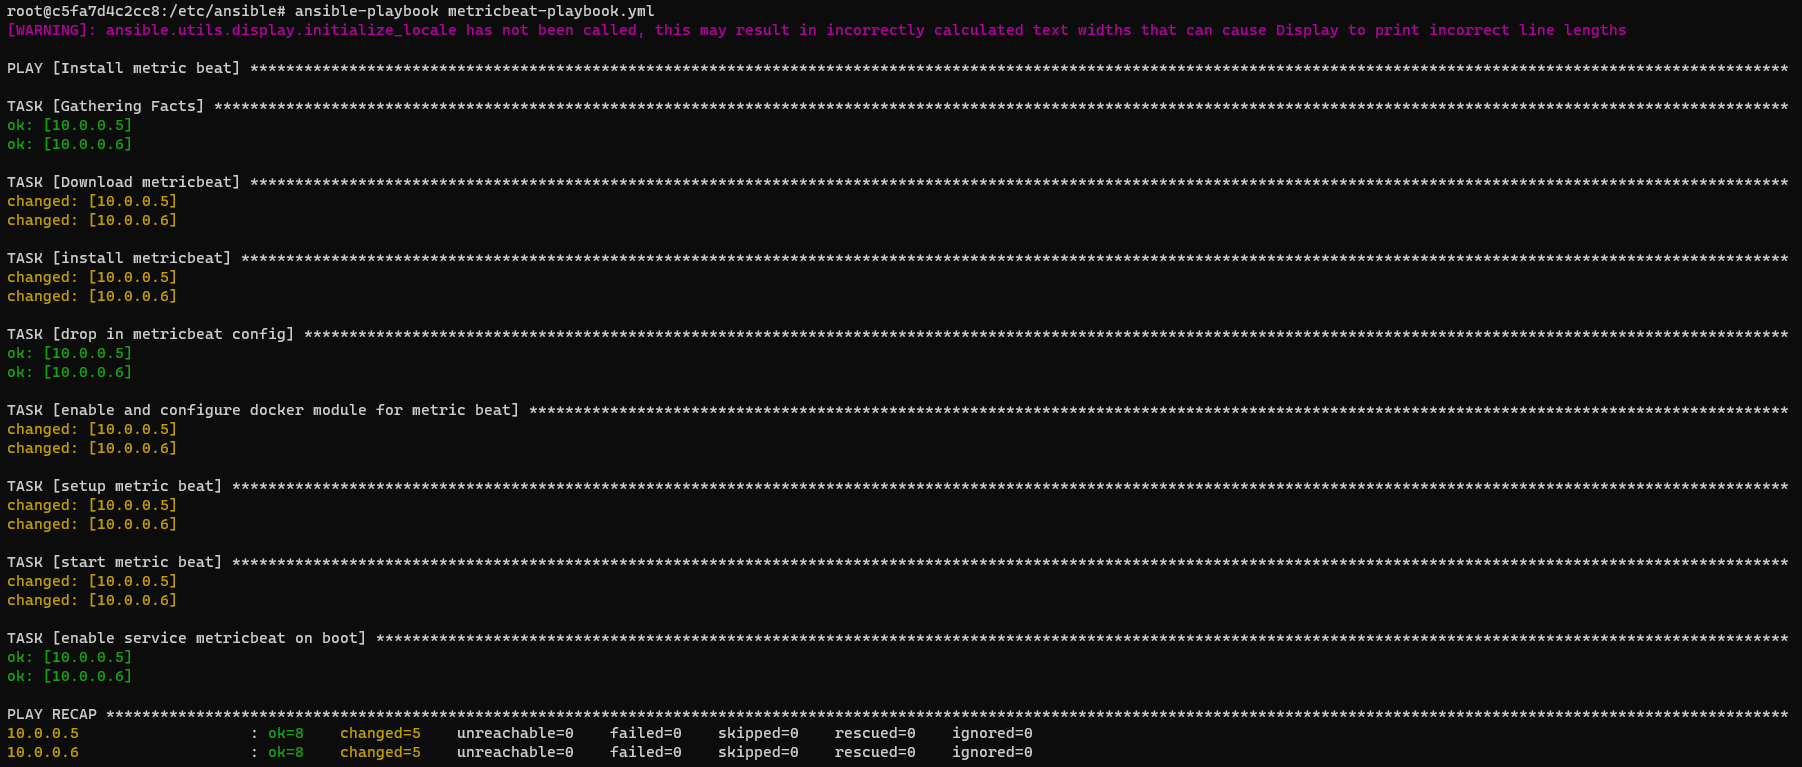 root@c5fa7d4c2cc8:/etc/ansible# ansible-playbook metricbeat-playbook.yml
[WARNING]: ansible.utils.display.initialize_locale has not been called, this may result in incorrectly calculated text widths that can cause Display to print incorrect line lengths
PLAY [Install metric beat] ***************************************************************************************************************************************************************************
TASK [Gathering Facts] *******************************************************************************************************************************************************************************
ok: [10.0.0.5]
ok: [10.0.0.6]
TASK [Download metricbeat] ***************************************************************************************************************************************************************************
changed: [10.0.0.5]
changed: [10.0.0.6]
TASK [install metricbeat] ****************************************************************************************************************************************************************************
changed: [10.0.0.5]
changed: [10.0.0.6]
TASK [drop in metricbeat config] *********************************************************************************************************************************************************************
ok: [10.0.0.5]
ok: [10.0.0.6]
TASK [enable and configure docker module for metric beat] ********************************************************************************************************************************************
changed: [10.0.0.5]
changed: [10.0.0.6]
TASK [setup metric beat] *****************************************************************************************************************************************************************************
changed: [10.0.0.5]
changed: [10.0.0.6]
TASK [start metric beat] *****************************************************************************************************************************************************************************
changed: [10.0.0.5]
changed: [10.0.0.6]
TASK [enable service metricbeat on boot] *************************************************************************************************************************************************************
ok: [10.0.0.5]
ok: [10.0.0.6]
PLAY RECAP *******************************************************************************************************************************************************************************************
10.0.0.5                   : ok=8    changed=5    unreachable=0    failed=0    skipped=0    rescued=0    ignored=0
10.0.0.6                   : ok=8    changed=5    unreachable=0    failed=0    skipped=0    rescued=0    ignored=0